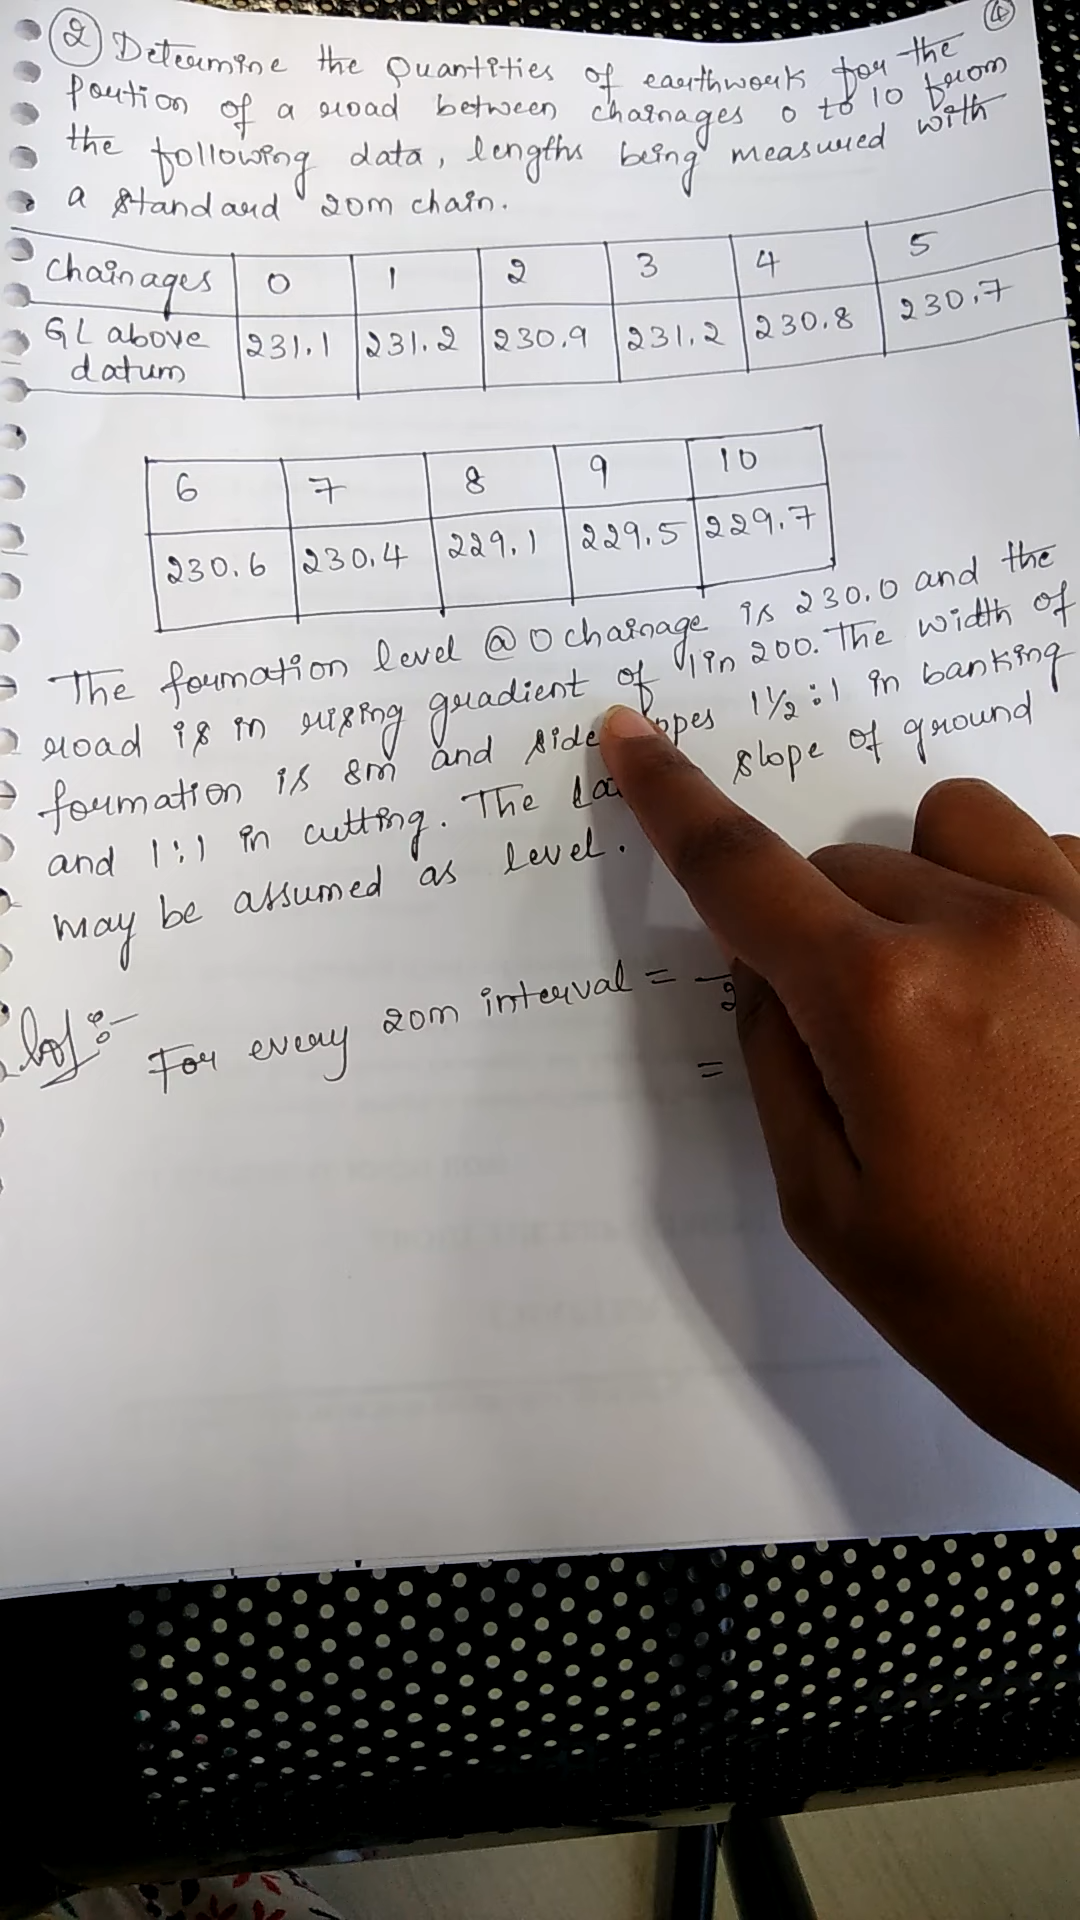 4
2 Determine the Quantities of earthwork for the
Portion of a road between chainages 0 to 10 from
the following data, lengths being measured with
a standard 20m chain.
Chainages 0 1 2 3 4 5
GL above datum 231.1 231.2 230.9 231.2 230.8 230.7
6 7 8 9 10
230.6 230.4 229.1 229.5 229.7
The formation level @ 0 chainage is 230.0 and the
road is in rising gradient of 1 in 200. The width of
formation is 8m and side 1½:1 in banking
and 1:1 in cutting. The slope of ground
may be assumed as level.
Sol:- For every 20m interval =
=